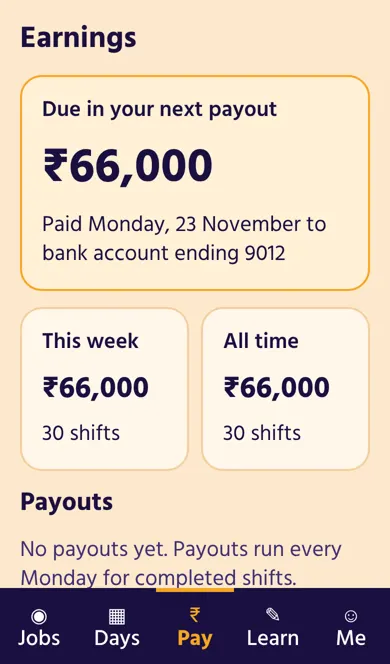 Earnings
Due in your next payout
₹66,000
Paid Monday, 23 November to
bank account ending 9012
This week
₹66,000
30 shifts
All time
₹66,000
30 shifts
Payouts
No payouts yet. Payouts run every
Monday for completed shifts.
Jobs
Days
₹
Pay
Learn
Me